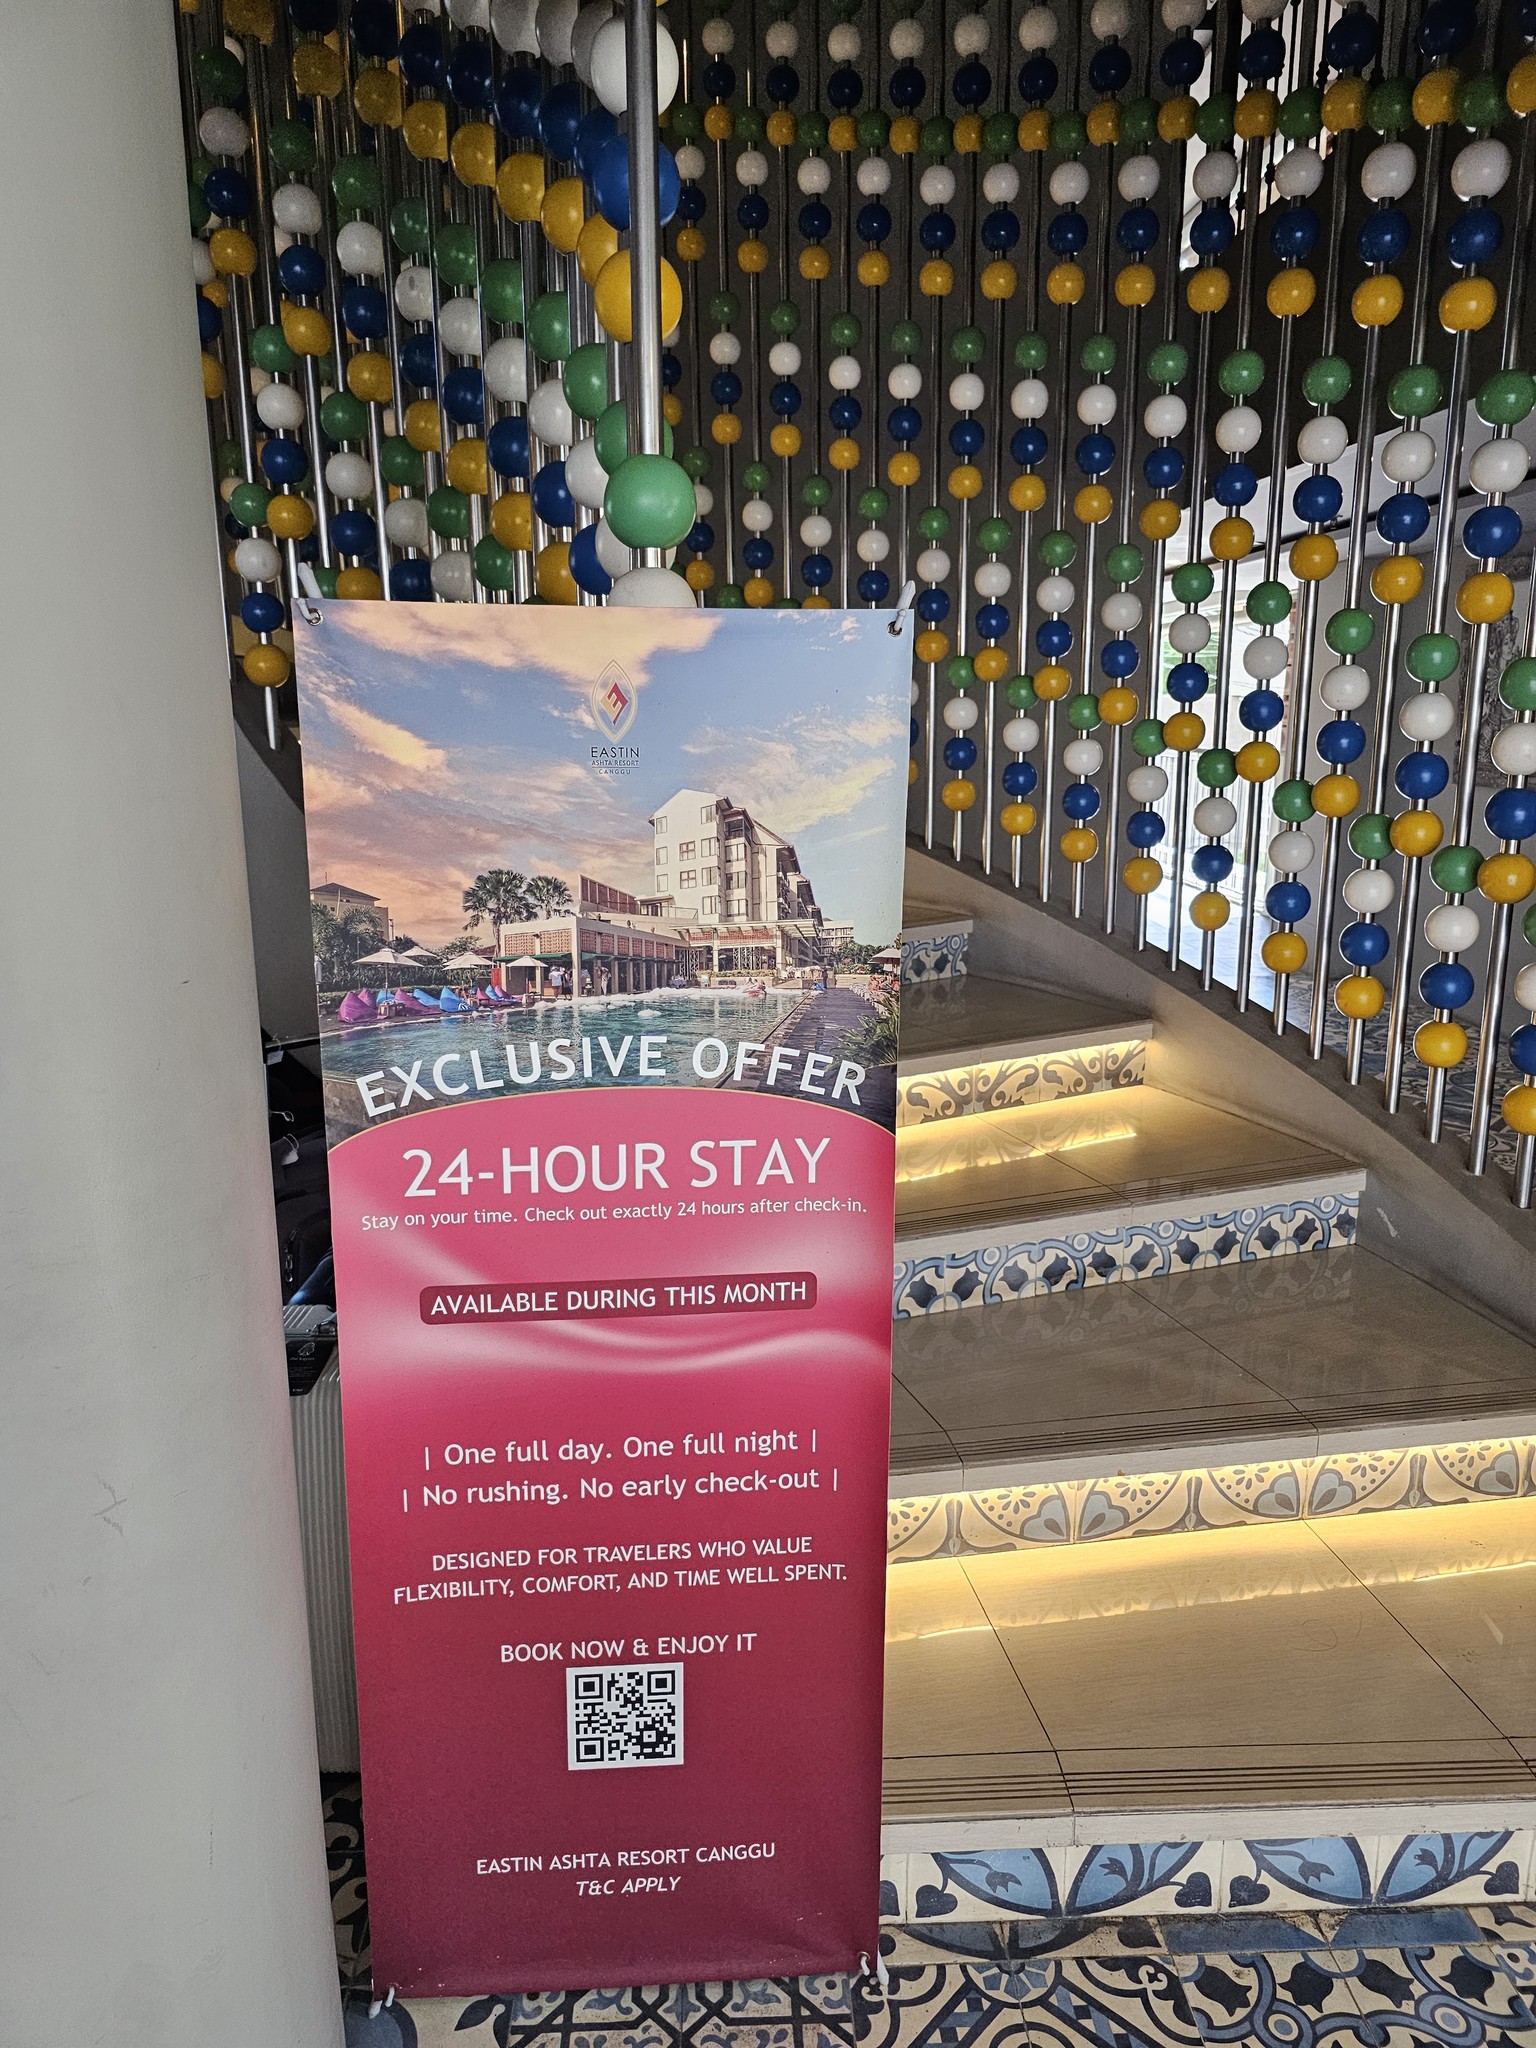 EASTIN
ASHTA RESORT
CANGGU
EXCLUSIVE OFFER
24-HOUR STAY
Stay on your time. Check out exactly 24 hours after check-in.
AVAILABLE DURING THIS MONTH
| One full day. One full night |
| No rushing. No early check-out |
DESIGNED FOR TRAVELERS WHO VALUE
FLEXIBILITY, COMFORT, AND TIME WELL SPENT.
BOOK NOW & ENJOY IT
EASTIN ASHTA RESORT CANGGU
T&C APPLY